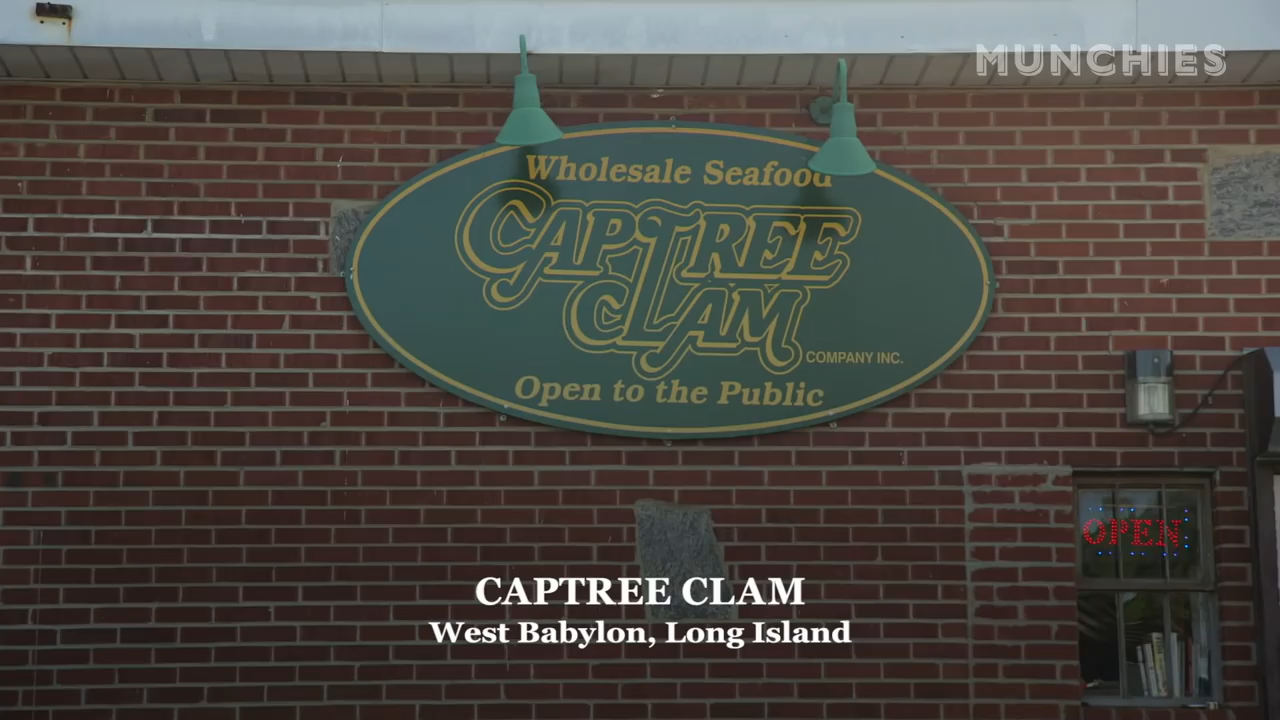 MUNCHIES
Wholesale Seafood
CAPTREE
CLAM
COMPANY INC.
Open to the Public
OPEN
CAPTREE CLAM
West Babylon, Long Island